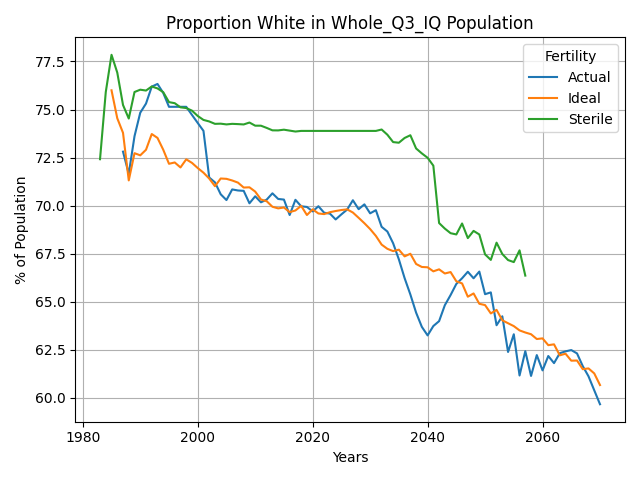 Proportion White in Whole_Q3_IQ Population
% of Population
77.5
75.0
72.5
70.0
67.5
65.0
62.5
60.0
Fertility
Actual
Ideal
Sterile
1980
2000
2020
2040
2060
Years